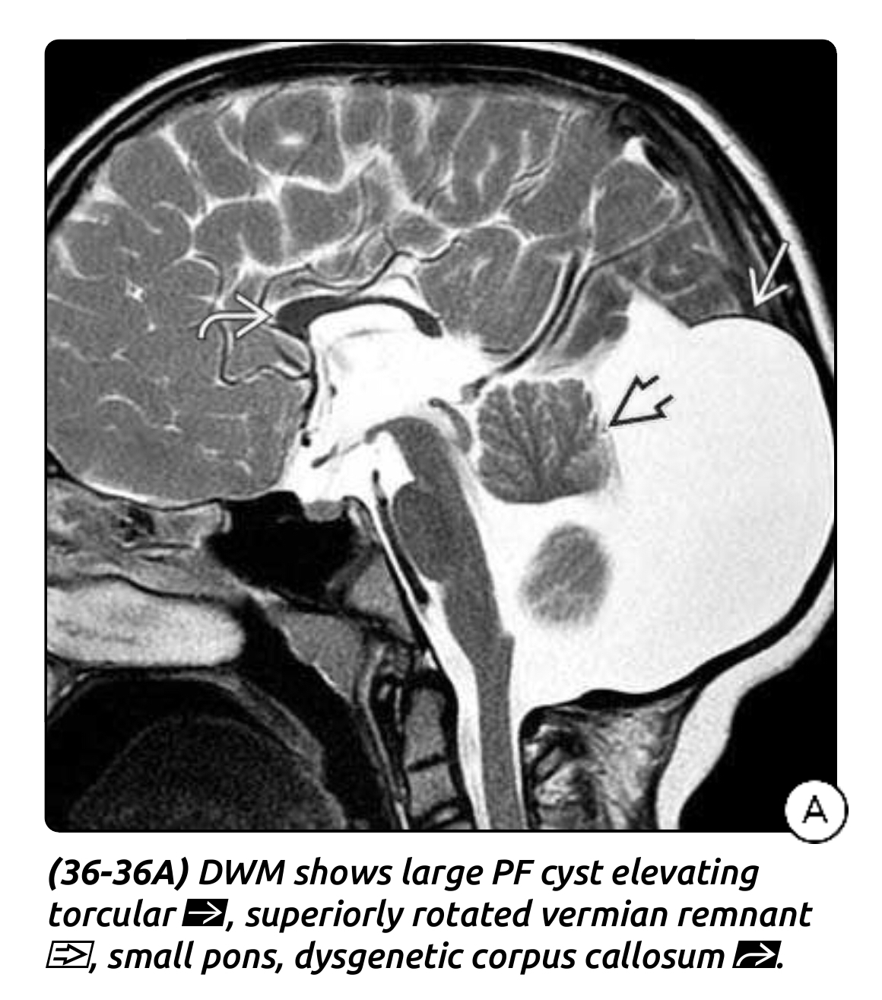 A
(36-36A) DWM shows large PF cyst elevating
torcular , superiorly rotated vermian remnant
, small pons, dysgenetic corpus callosum .